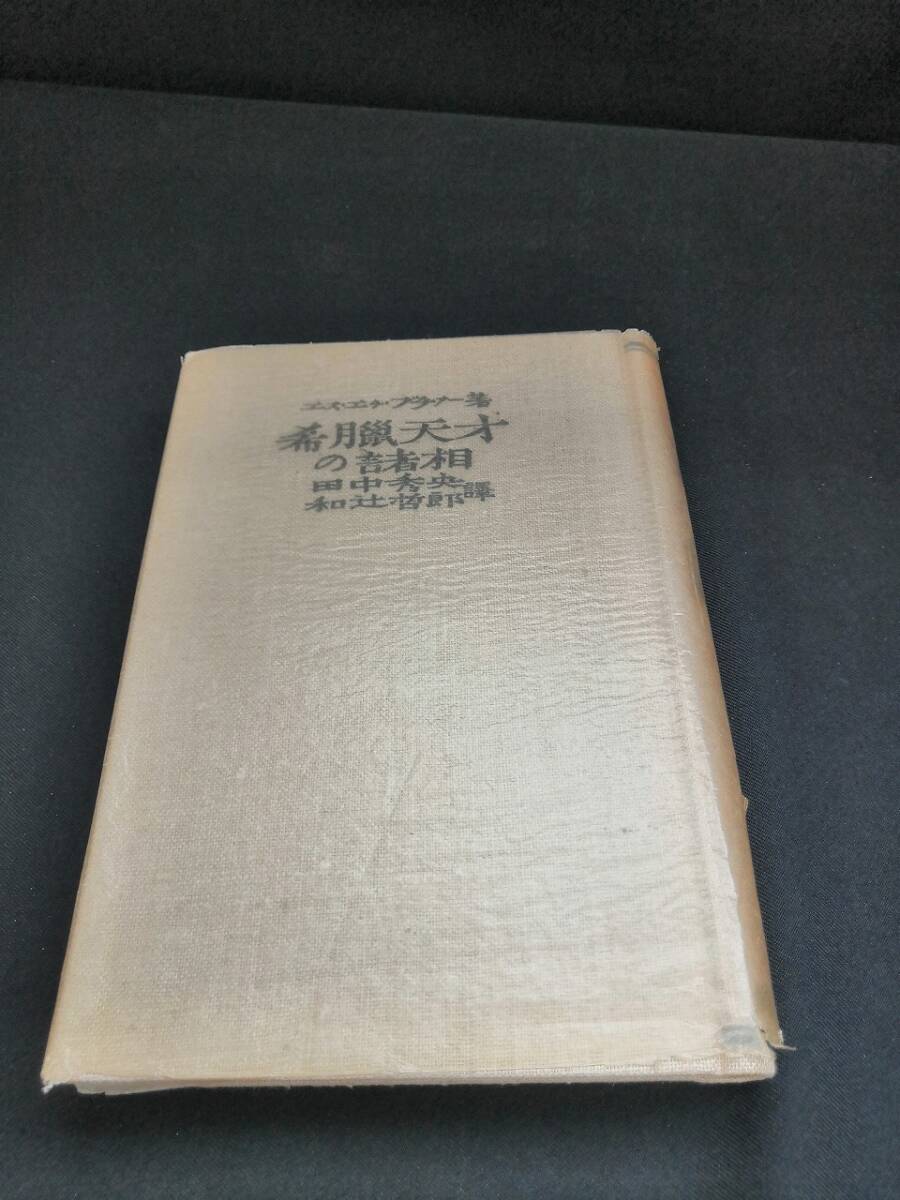 エス・エチ・ブッチャー著
希臘天才
の諸相
田中秀央
和辻哲郎 譯